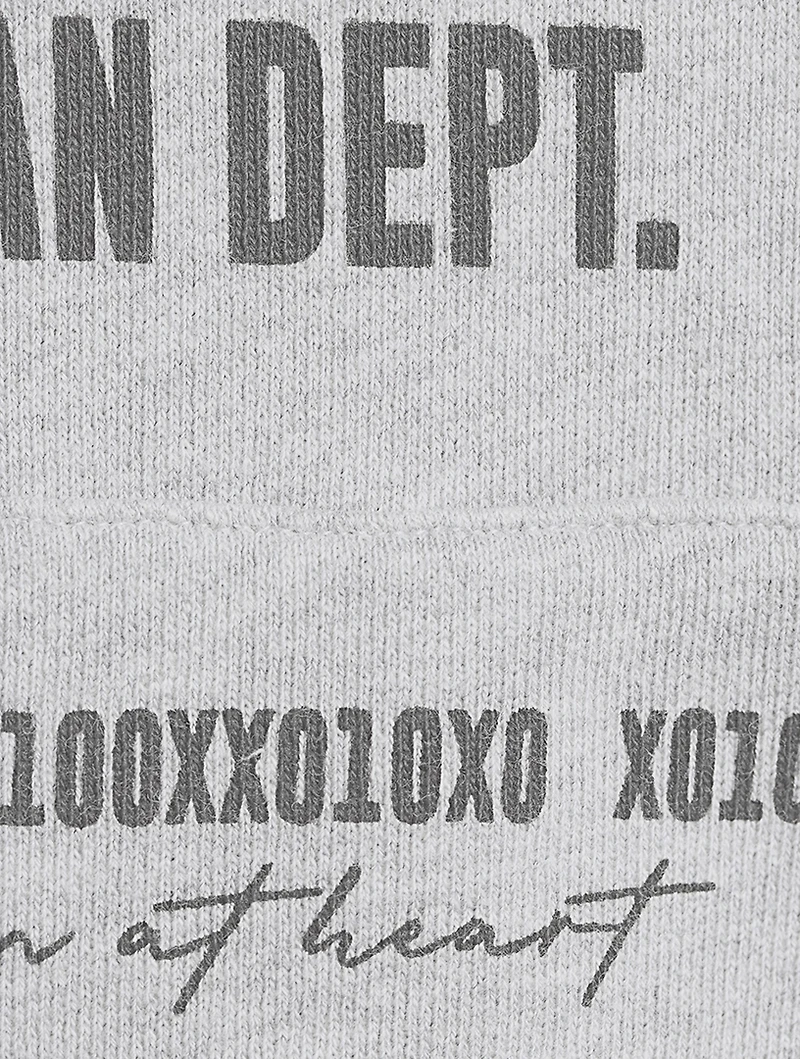 AN DEPT.
100XX010X0 X010
at heart